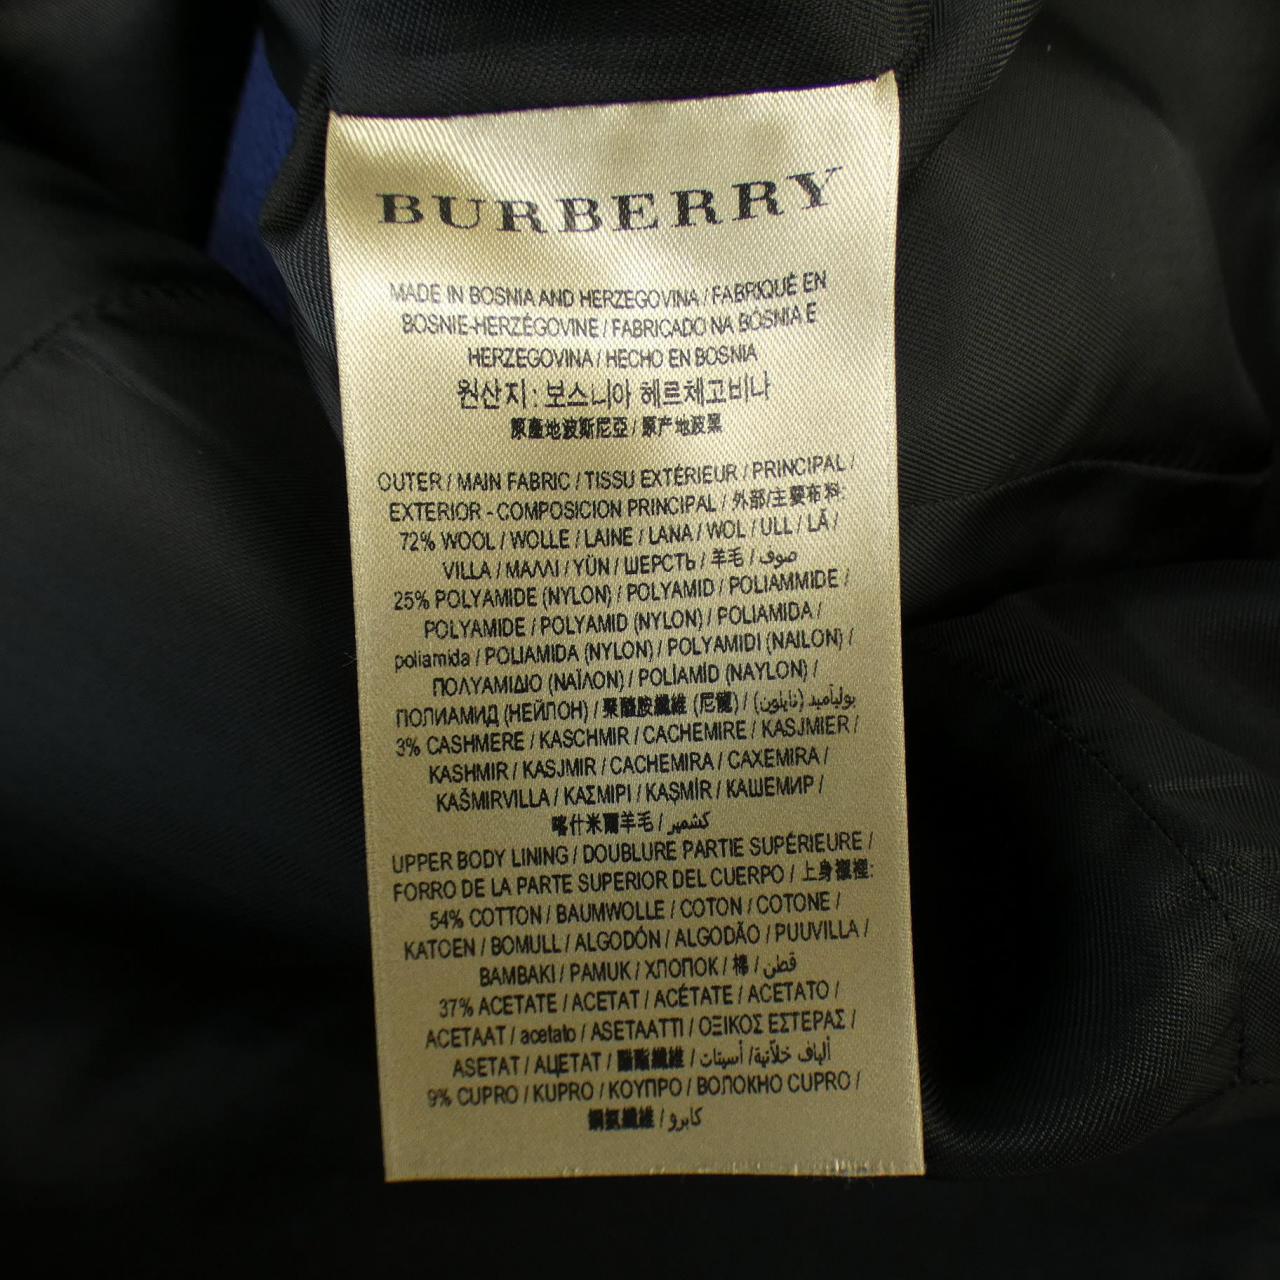 BURBERRY
MADE IN BOSNIA AND HERZEGOVINA / FABRIQUÉ EN
BOSNIE-HERZÉGOVINE / FABRICADO NA BÓSNIA E
HERZEGOVINA / HECHO EN BOSNIA
원산지 : 보스니아 헤르체고비나
原產地波斯尼亞 / 原产地波黑
OUTER / MAIN FABRIC / TISSU EXTÉRIEUR / PRINCIPAL /
EXTERIOR - COMPOSICION PRINCIPAL / 外部/主要布料:
72% WOOL / WOLLE / LAINE / LANA / WOL / ULL / LÃ /
VILLA / ΜΑΛΛΙ / YÜN / ШЕРСТЬ / 羊毛 / صوف
25% POLYAMIDE (NYLON) / POLYAMID / POLIAMMIDE /
POLYAMIDE / POLYAMID (NYLON) / POLIAMIDA /
poliamida / POLIAMIDA (NYLON) / POLYAMIDI (NAILON) /
ΠΟΛΥΑΜΙΔΙΟ (ΝΑΪΛΟΝ) / POLİAMİD (NAYLON) /
ПОЛИАМИД (НЕЙЛОН) / 聚醯胺纖維 (尼龍) / بولياميد (نايلون)
3% CASHMERE / KASCHMIR / CACHEMIRE / KASJMIER /
KASHMIR / KASJMIR / CACHEMIRA / CAXEMIRA /
KAŠMIRVILLA / ΚΑΣΜΙΡΙ / KAŞMİR / КАШЕМИР /
喀什米爾羊毛 / كشمير
UPPER BODY LINING / DOUBLURE PARTIE SUPÉRIEURE /
FORRO DE LA PARTE SUPERIOR DEL CUERPO / 上身襯裡:
54% COTTON / BAUMWOLLE / COTON / COTONE /
KATOEN / BOMULL / ALGODÓN / ALGODÃO / PUUVILLA /
BAMBAKI / PAMUK / ХЛОПОК / 棉 / قطن
37% ACETATE / ACETAT / ACÉTATE / ACETATO /
ACETAAT / acetato / ASETAATTI / ΟΞΙΚΟΣ ΕΣΤΕΡΑΣ /
ASETAT / АЦЕТАТ / 醋酯纖維 / ألياف خلاّتية/ أسيتات
9% CUPRO / KUPRO / ΚΟΥΠΡΟ / ВОЛОКНО CUPRO /
銅氨纖維 / كابرو